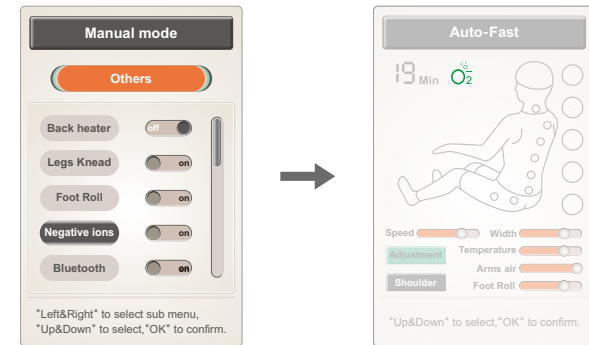 Manual mode
Others
Back heater off
Legs Knead on
Foot Roll on
Negative ions on
Bluetooth on
"Left&Right" to select sub menu,
"Up&Down" to select,"OK" to confirm.
Auto-Fast
19 Min O2
Speed Width
Adjustment Temperature
Arms air
Shoulder Foot Roll
"Up&Down" to select,"OK" to confirm.